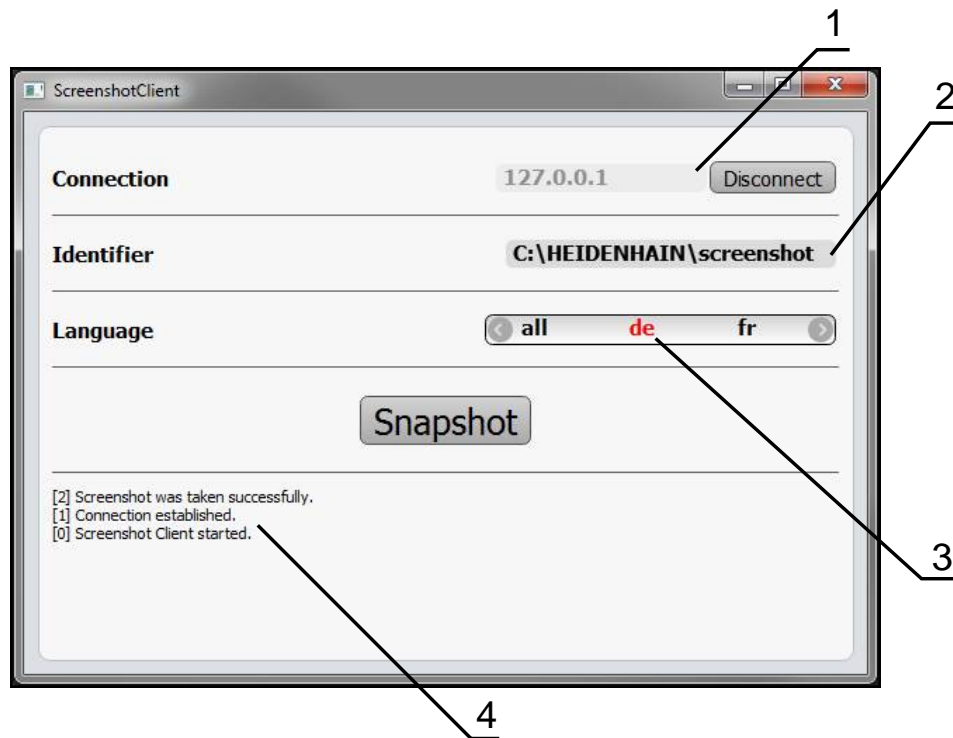 1
ScreenshotClient
2
Connection 127.0.0.1 Disconnect
Identifier C:\HEIDENHAIN\screenshot
Language all de fr
Snapshot
[2] Screenshot was taken successfully.
[1] Connection established.
[0] Screenshot Client started.
3
4